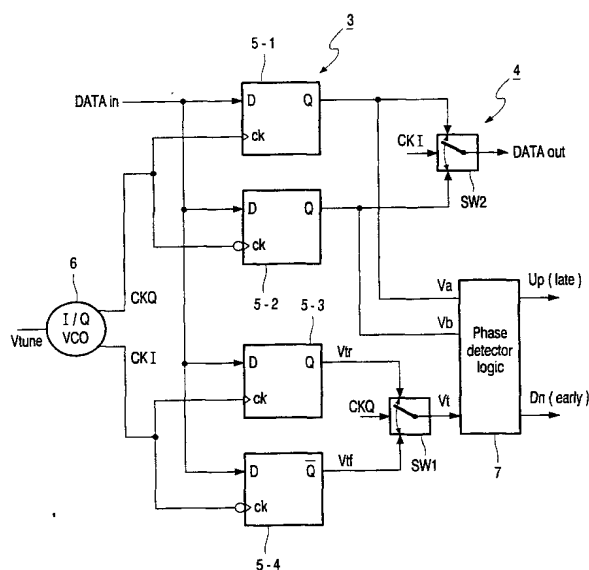 3
5-1
4
DATA in
D
Q
ck
CKI
DATA out
SW2
D
Q
ck
5-2
6
CKQ
I/Q
VCO
Vtune
CKI
5-3
Va
Vb
Up (late)
Phase
detector
logic
D
Q
Vtr
ck
CKQ
Vt
Dn (early)
SW1
7
D
Q̅
Vtf
ck
5-4